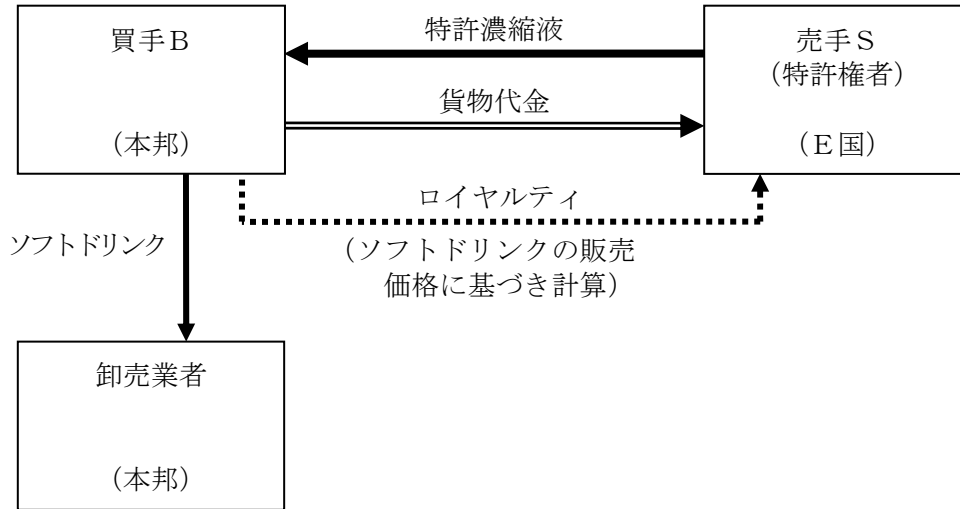 買手Ｂ
（本邦）
特許濃縮液
貨物代金
売手Ｓ
（特許権者）
（Ｅ国）
ロイヤルティ
（ソフトドリンクの販売
価格に基づき計算）
ソフトドリンク
卸売業者
（本邦）